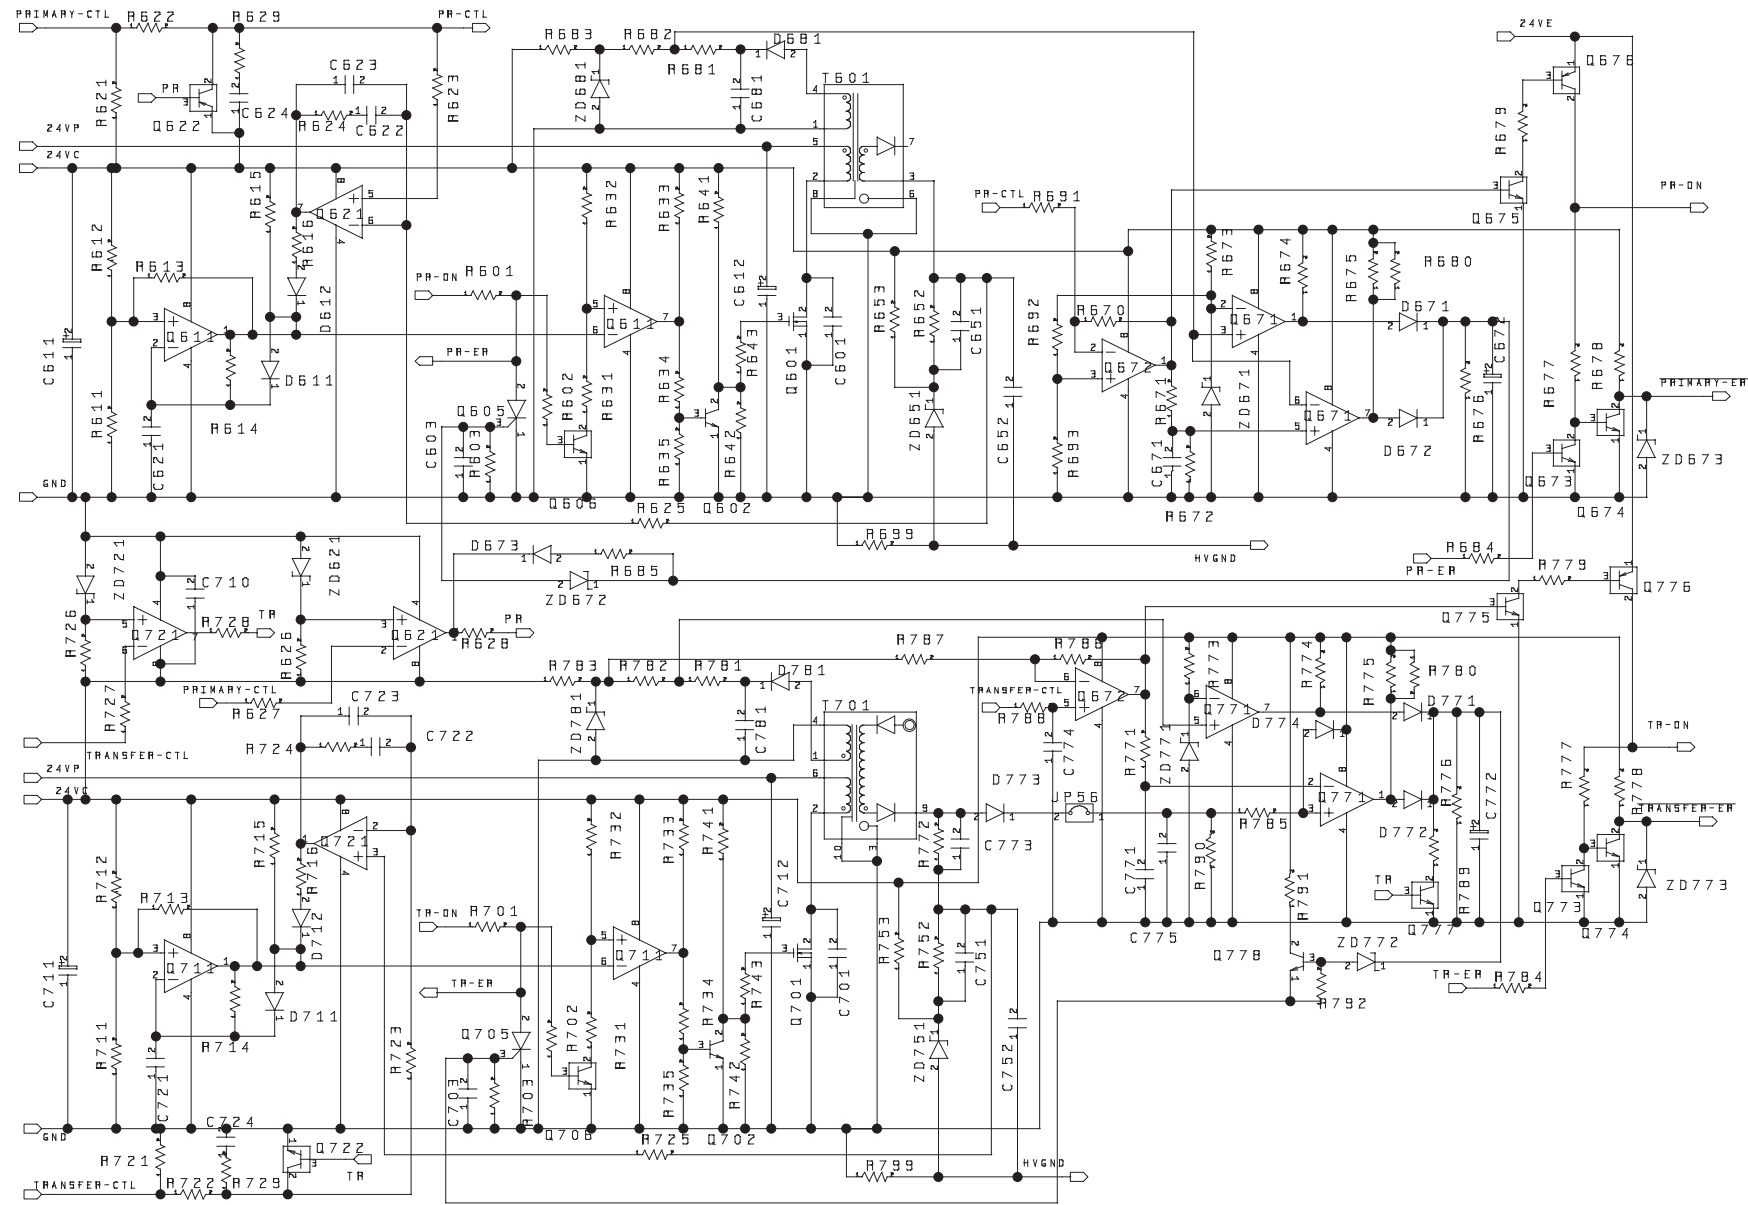 PRIMARY-CTL R622 R629 PR-CTL
R683 R682 D681 24VE
R681 Q676
C623 ZD681 C681 T601
R621 PR C624 R624 C622 R623
Q622 R679
24VP
24VC
R615 Q621 R632 R633 R641 PR-CTL R691 Q675 PR-ON
R612 R616 R613 PR-ON R601 C612 R673 R674 R675 R680
C611 Q611 D612 Q611 R643 Q601 C601 R653 R652 C651 R692 R670 Q671 D671 C672
PR-ER Q672 R677 R678
D611 R602 R631 R634 R671 ZD671 Q671 R676 PRIMARY-ER
R611 R614 Q605 D672
C621 C603 R603 R635 R642 ZD651 C652 R693 C671 ZD673
Q673
GND Q606 R625 Q602 R672 Q674
R699 HVGND
D673 R685 PR-ER R684
ZD721 ZD621 C710 ZD672 R779 Q776
R726 Q721 R728 TR R626 Q621 R628 PR Q775
R787 R786
R783 R782 R781 D781 R773 R774 R775 R780
PRIMARY-CTL R627 TRANSFER-CTL R788 Q672 Q771 D774 D771
R727 C723 T701 TR-ON
TRANSFER-CTL R724 C722 ZD781 C781 C774 R771 ZD771 R776 C772 R777 R778
24VP D773 JP56 Q771
24VC R785 TRANSFER-ER
R715 Q721 R732 R733 R741 R772 C773 D772
R712 R716 C712 C771 R790 R791 TR R789 Q773 ZD773
R713 TR-ON R701 C775 Q777 Q774
C711 Q711 D712 Q711 R743 Q701 C701 R753 R752 C751 Q778 ZD772 TR-ER R784
TR-ER R792
D711 R702 R731 R734
R711 R714 R723 Q705 ZD751 C752
C721 C703 R703 R735 R742
GND C724 Q706 R725 Q702
R721 Q722 R799 HVGND
TRANSFER-CTL R722 R729 TR